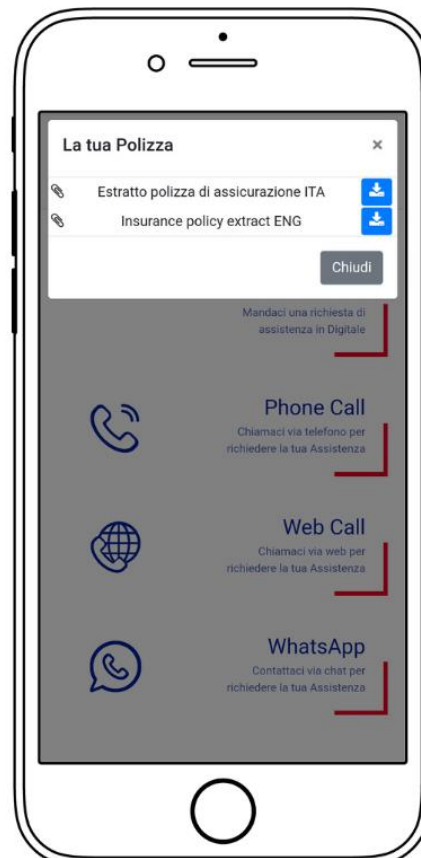 La tua Polizza ×
Estratto polizza di assicurazione ITA
Insurance policy extract ENG
Chiudi
Mandaci una richiesta di
assistenza in Digitale
Phone Call
Chiamaci via telefono per
richiedere la tua Assistenza
Web Call
Chiamaci via web per
richiedere la tua Assistenza
WhatsApp
Contattaci via chat per
richiedere la tua Assistenza